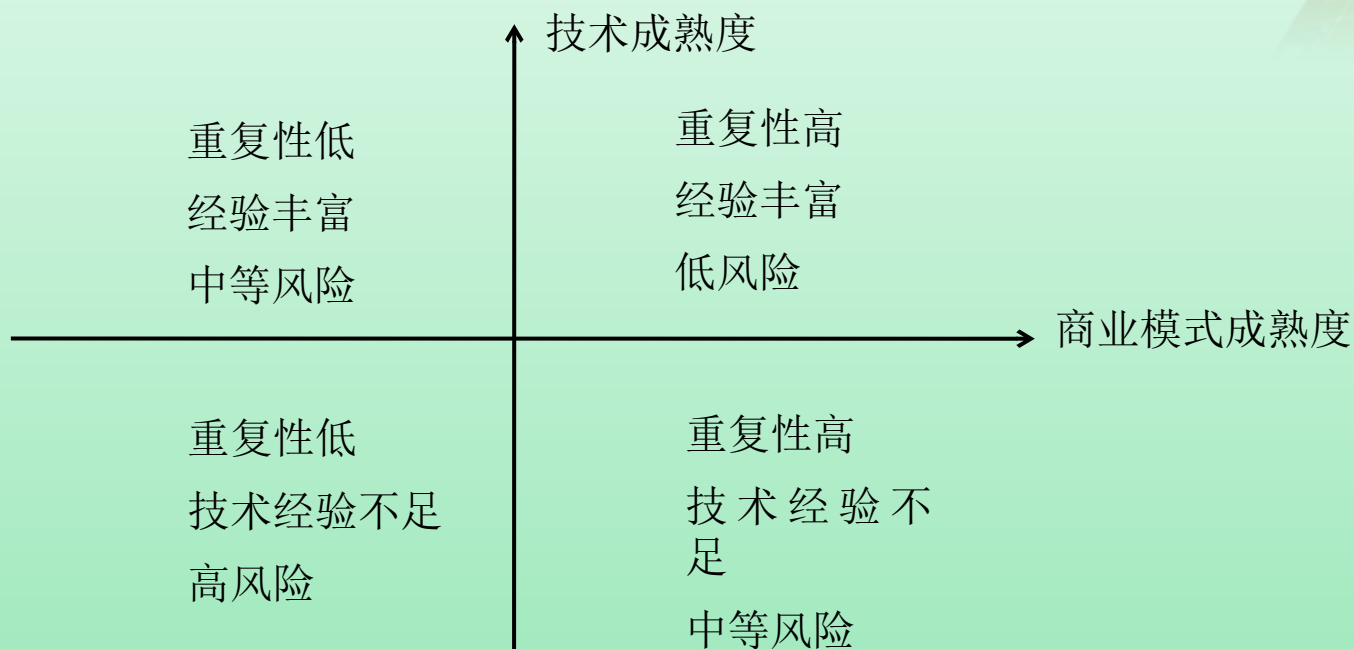 技术成熟度
重复性低
经验丰富
中等风险
重复性高
经验丰富
低风险
商业模式成熟度
重复性低
技术经验不足
高风险
重复性高
技术经验不
足
中等风险